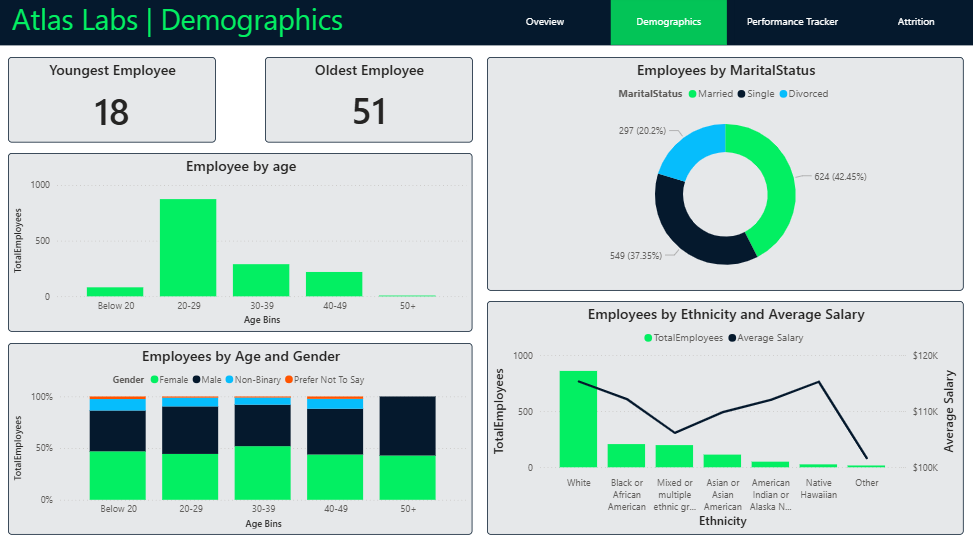 Atlas Labs | Demographics
Oveview
Demographics
Performance Tracker
Attrition
Youngest Employee
18
Oldest Employee
51
Employee by age
TotalEmployees
1000
500
0
Below 20
20-29
30-39
40-49
50+
Age Bins
Employees by Age and Gender
Gender Female Male Non-Binary Prefer Not To Say
TotalEmployees
100%
50%
0%
Below 20
20-29
30-39
40-49
50+
Age Bins
Employees by MaritalStatus
MaritalStatus Married Single Divorced
297 (20.2%)
624 (42.45%)
549 (37.35%)
Employees by Ethnicity and Average Salary
TotalEmployees Average Salary
TotalEmployees
1000
500
0
$120K
$110K
$100K
Average Salary
White
Black or
African
American
Mixed or
multiple
ethnic gr...
Asian or
Asian
American
American
Indian or
Alaska N...
Native
Hawaiian
Other
Ethnicity